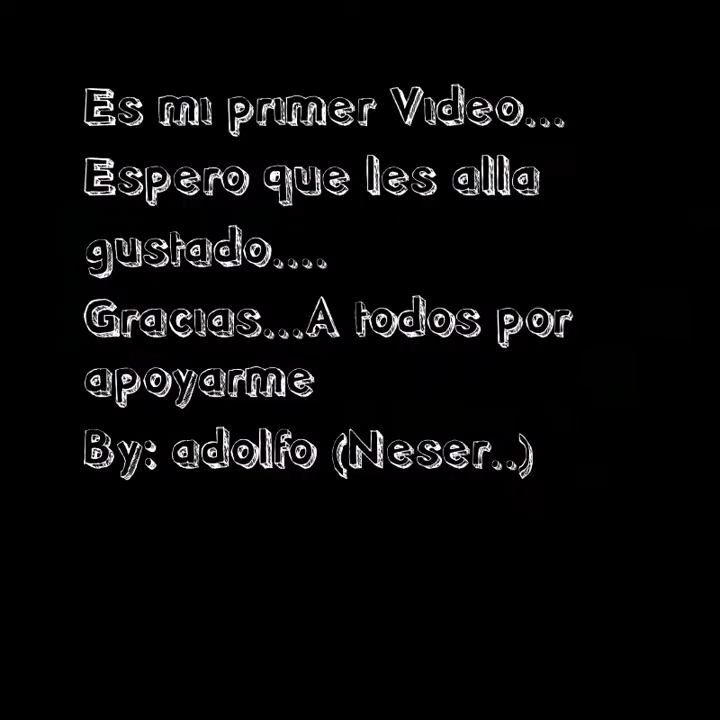 Es mi primer Video...
Espero que les alla
gustado....
Gracias...A todos por
apoyarme
By: adolfo (Neser..)